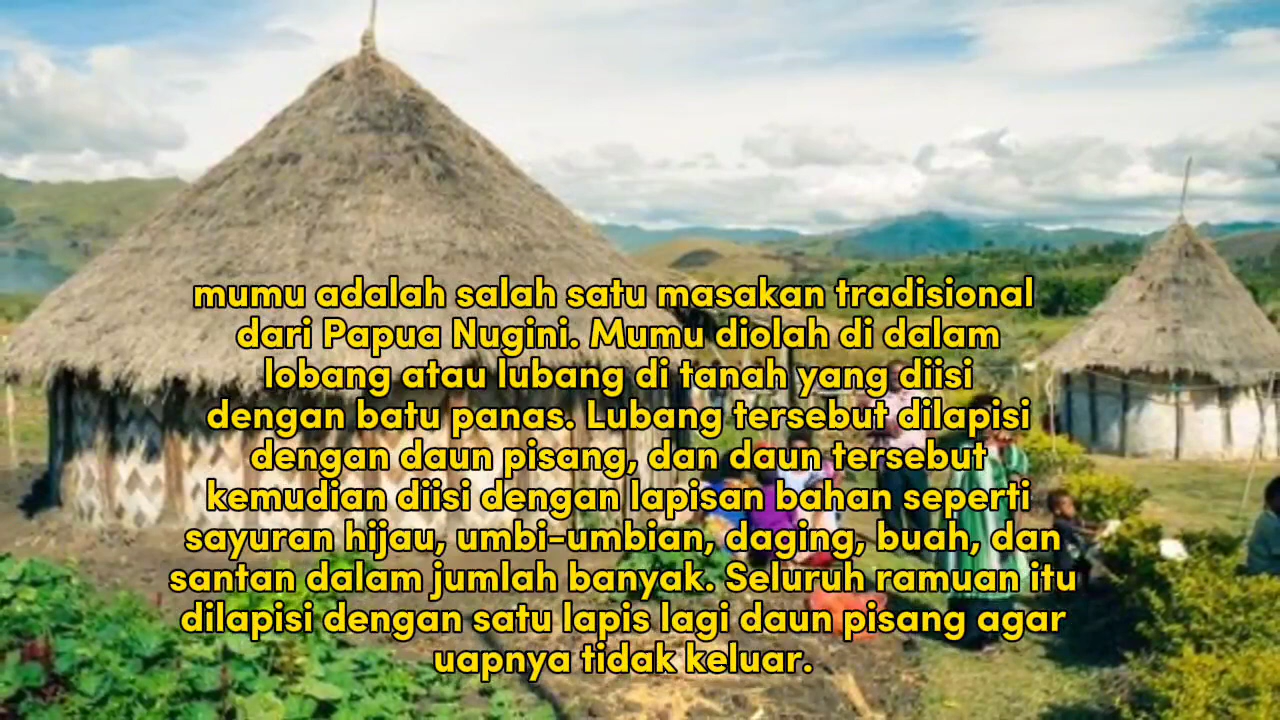 mumu adalah salah satu masakan tradisional
dari Papua Nugini. Mumu diolah di dalam
lobang atau lubang di tanah yang diisi
dengan batu panas. Lubang tersebut dilapisi
dengan daun pisang, dan daun tersebut
kemudian diisi dengan lapisan bahan seperti
sayuran hijau, umbi-umbian, daging, buah, dan
santan dalam jumlah banyak. Seluruh ramuan itu
dilapisi dengan satu lapis lagi daun pisang agar
uapnya tidak keluar.